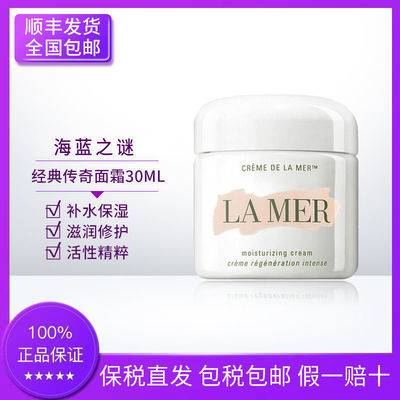 顺丰发货
全国包邮
海蓝之谜
经典传奇面霜30ML
补水保湿
滋润修护
活性精粹
CRÈME DE LA MER™
LA MER
moisturizing cream
crème régénération intense
100%
正品保证
★★★★★
保税直发 包税包邮 假一赔十